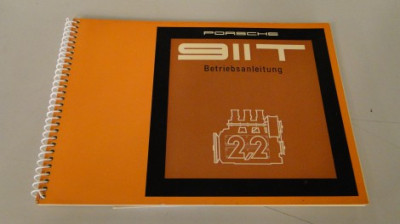 PORSCHE
911T
Betriebsanleitung
2,2